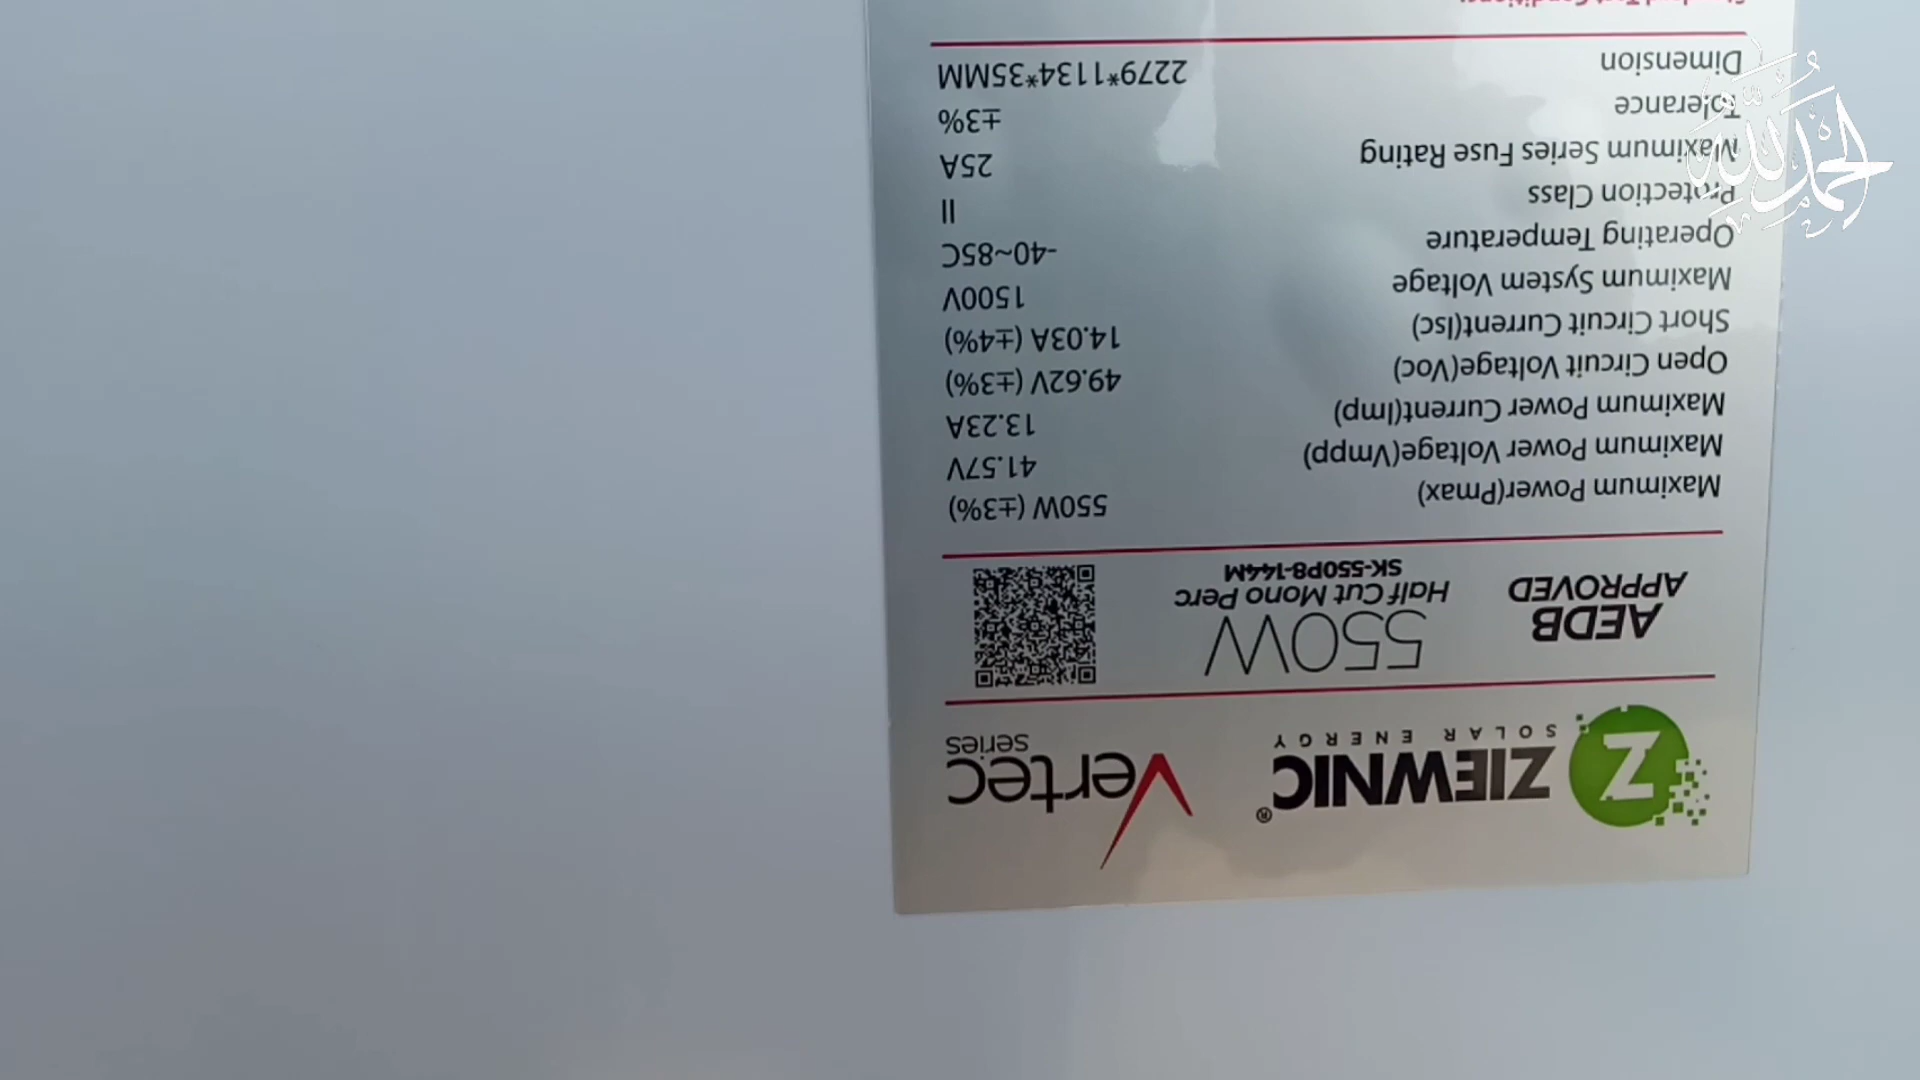 Z ZIEWNIC®
SOLAR ENERGY
Vertec
series
AEDB
APPROVED
550W
Half Cut Mono Perc
SK-550P8-144M
Maximum Power(Pmax) 550W (±3%)
Maximum Power Voltage(Vmpp) 41.57V
Maximum Power Current(Imp) 13.23A
Open Circuit Voltage(Voc) 49.62V (±3%)
Short Circuit Current(Isc) 14.03A (±4%)
Maximum System Voltage 1500V
Operating Temperature -40~85C
Protection Class II
Maximum Series Fuse Rating 25A
Tolerance ±3%
Dimension 2279*1134*35MM
الحمد لله